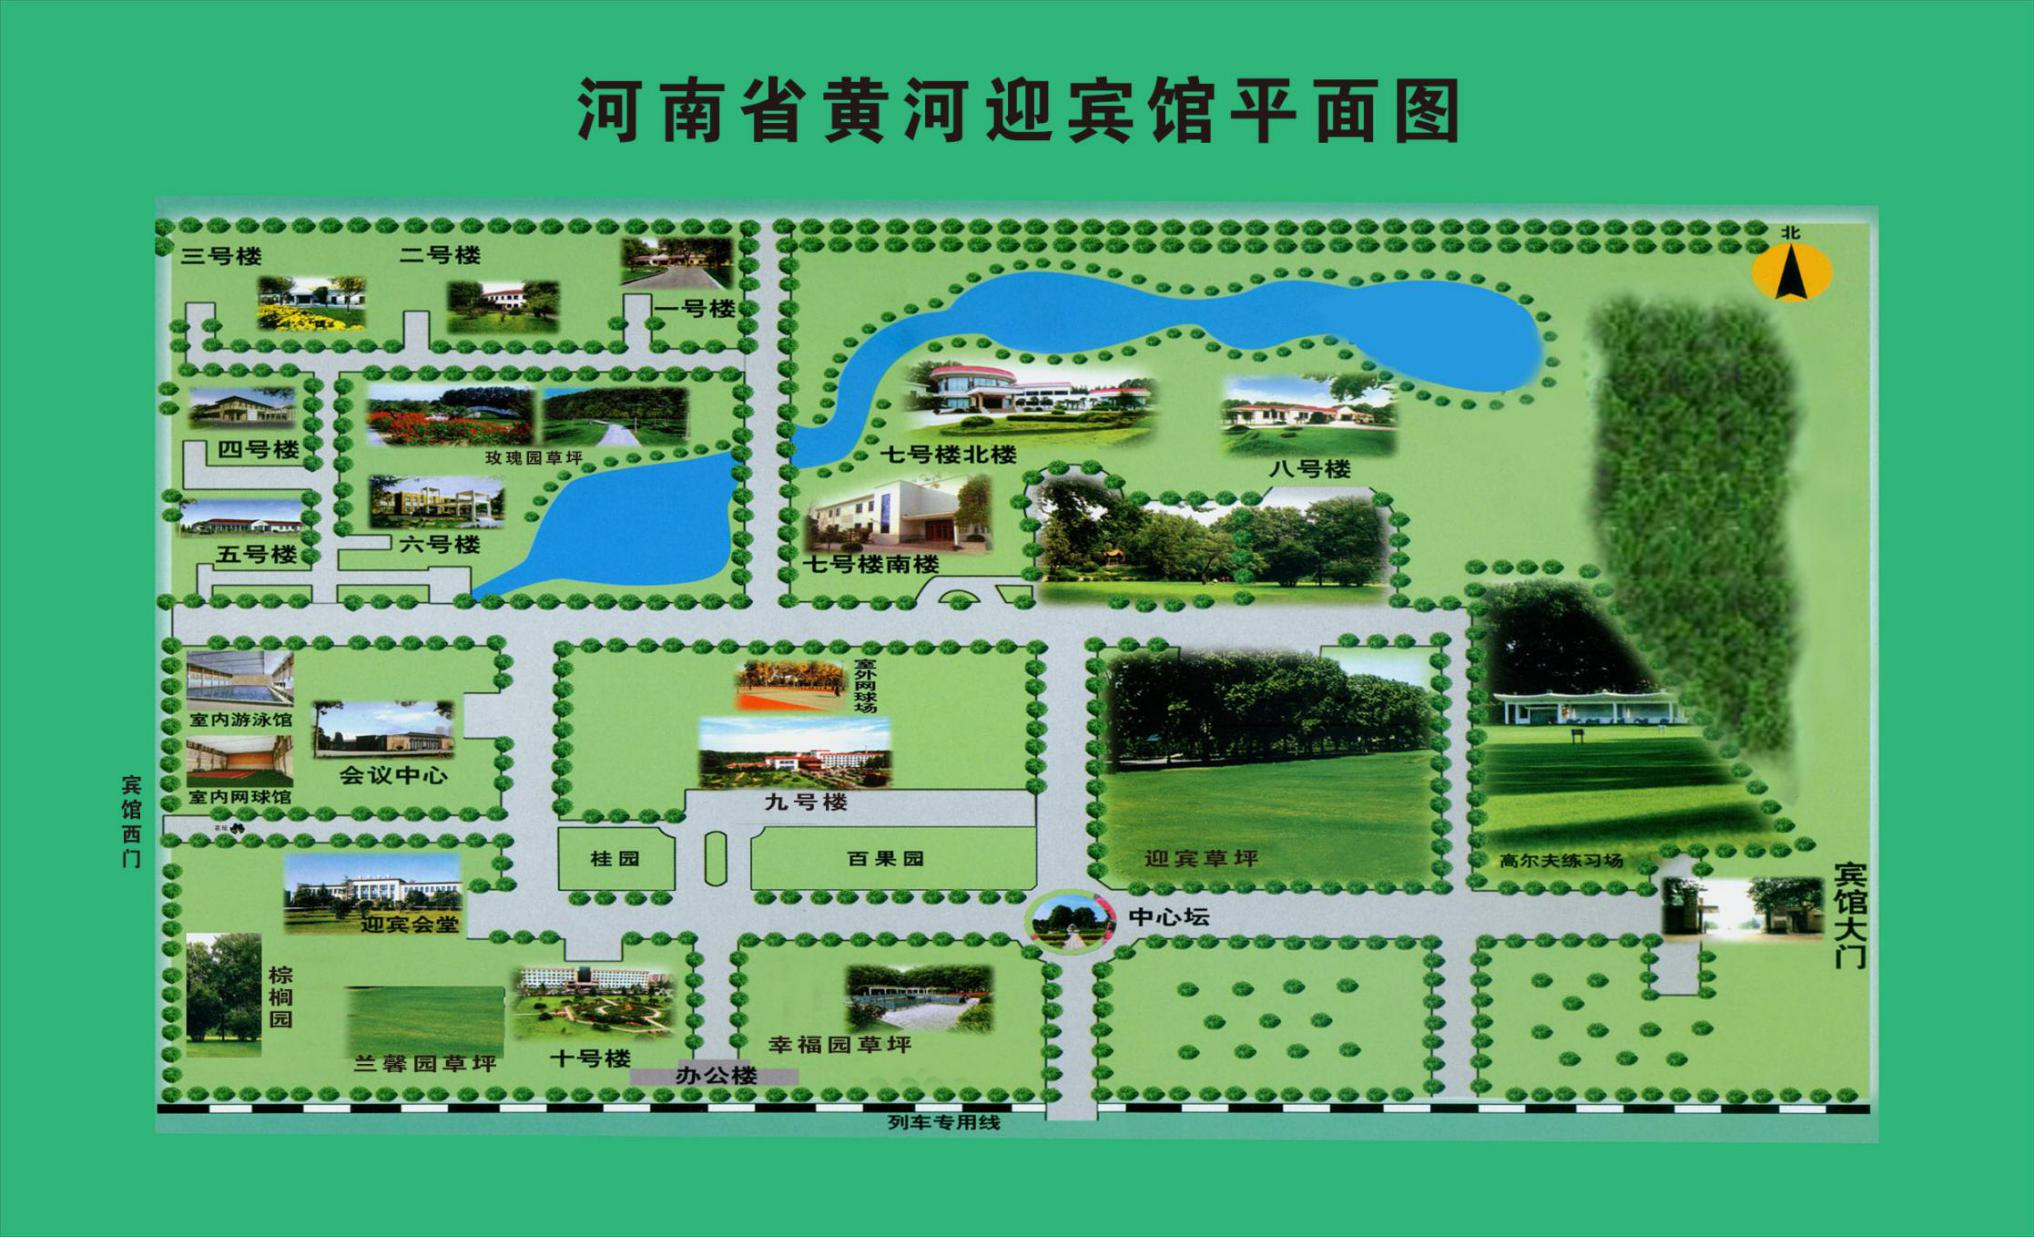 河南省黄河迎宾馆平面图
北
三号楼
二号楼
一号楼
四号楼
玫瑰园草坪
七号楼北楼
八号楼
五号楼
六号楼
七号楼南楼
室内游泳馆
会议中心
室内网球馆
室外网球场
九号楼
宾馆西门
花坛
桂园
百果园
迎宾草坪
高尔夫练习场
宾馆大门
迎宾会堂
中心坛
棕榈园
兰馨园草坪
十号楼
办公楼
幸福园草坪
列车专用线